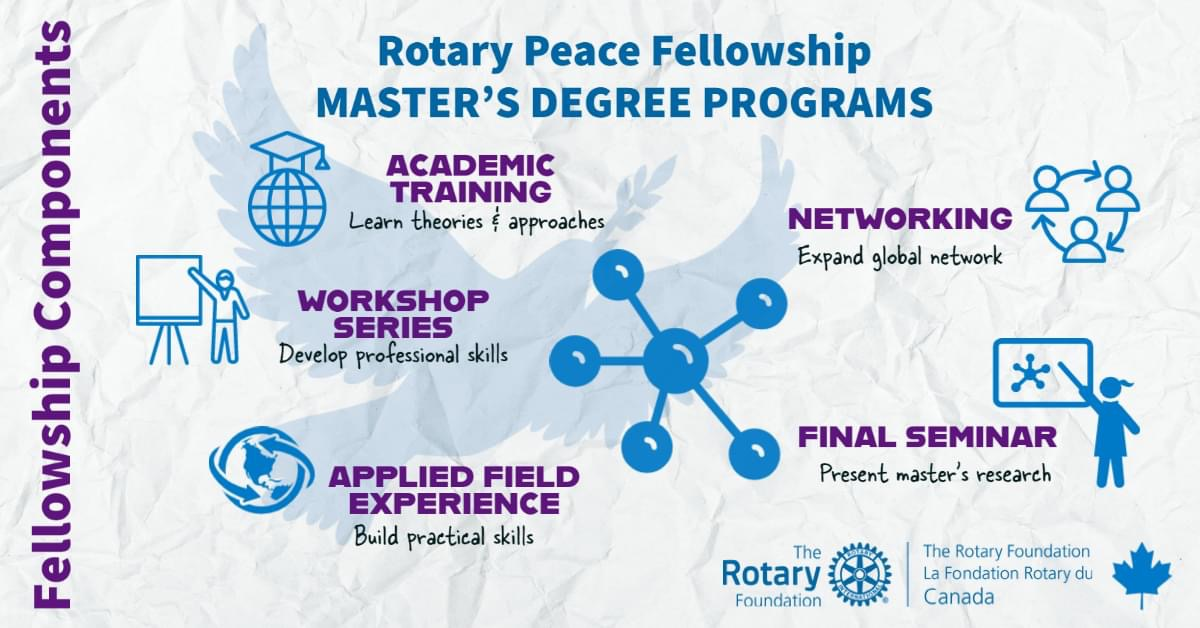 Fellowship Components
Rotary Peace Fellowship
MASTER'S DEGREE PROGRAMS
ACADEMIC
TRAINING
Learn theories & approaches
WORKSHOP
SERIES
Develop professional skills
APPLIED FIELD
EXPERIENCE
Build practical skills
NETWORKING
Expand global network
FINAL SEMINAR
Present master's research
The
Rotary
Foundation
ROTARY
INTERNATIONAL
The Rotary Foundation
La Fondation Rotary du
Canada